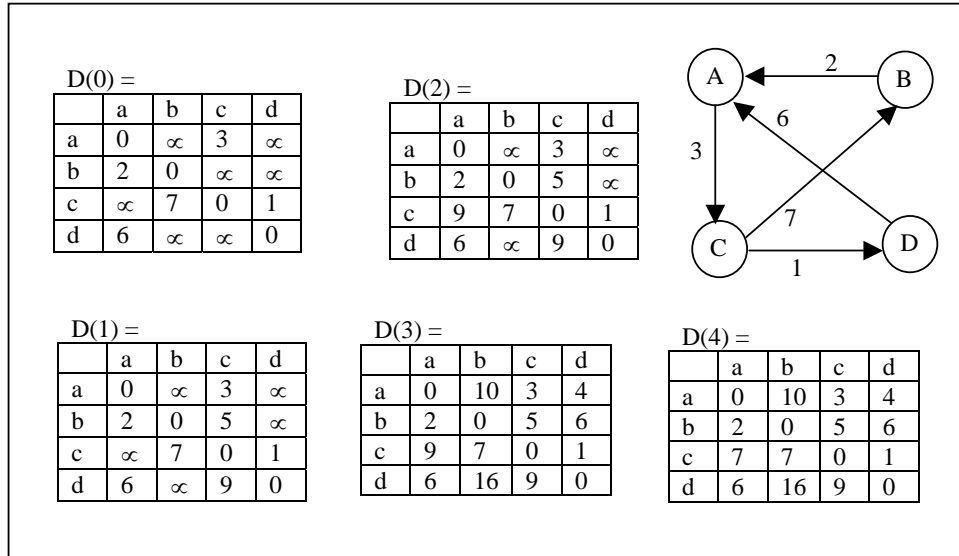 D(0) =
a b c d
a 0 ∝ 3 ∝
b 2 0 ∝ ∝
c ∝ 7 0 1
d 6 ∝ ∝ 0
D(2) =
a b c d
a 0 ∝ 3 ∝
b 2 0 5 ∝
c 9 7 0 1
d 6 ∝ 9 0
A 2 B
6
3
7
C D
1
D(1) =
a b c d
a 0 ∝ 3 ∝
b 2 0 5 ∝
c ∝ 7 0 1
d 6 ∝ 9 0
D(3) =
a b c d
a 0 10 3 4
b 2 0 5 6
c 9 7 0 1
d 6 16 9 0
D(4) =
a b c d
a 0 10 3 4
b 2 0 5 6
c 7 7 0 1
d 6 16 9 0